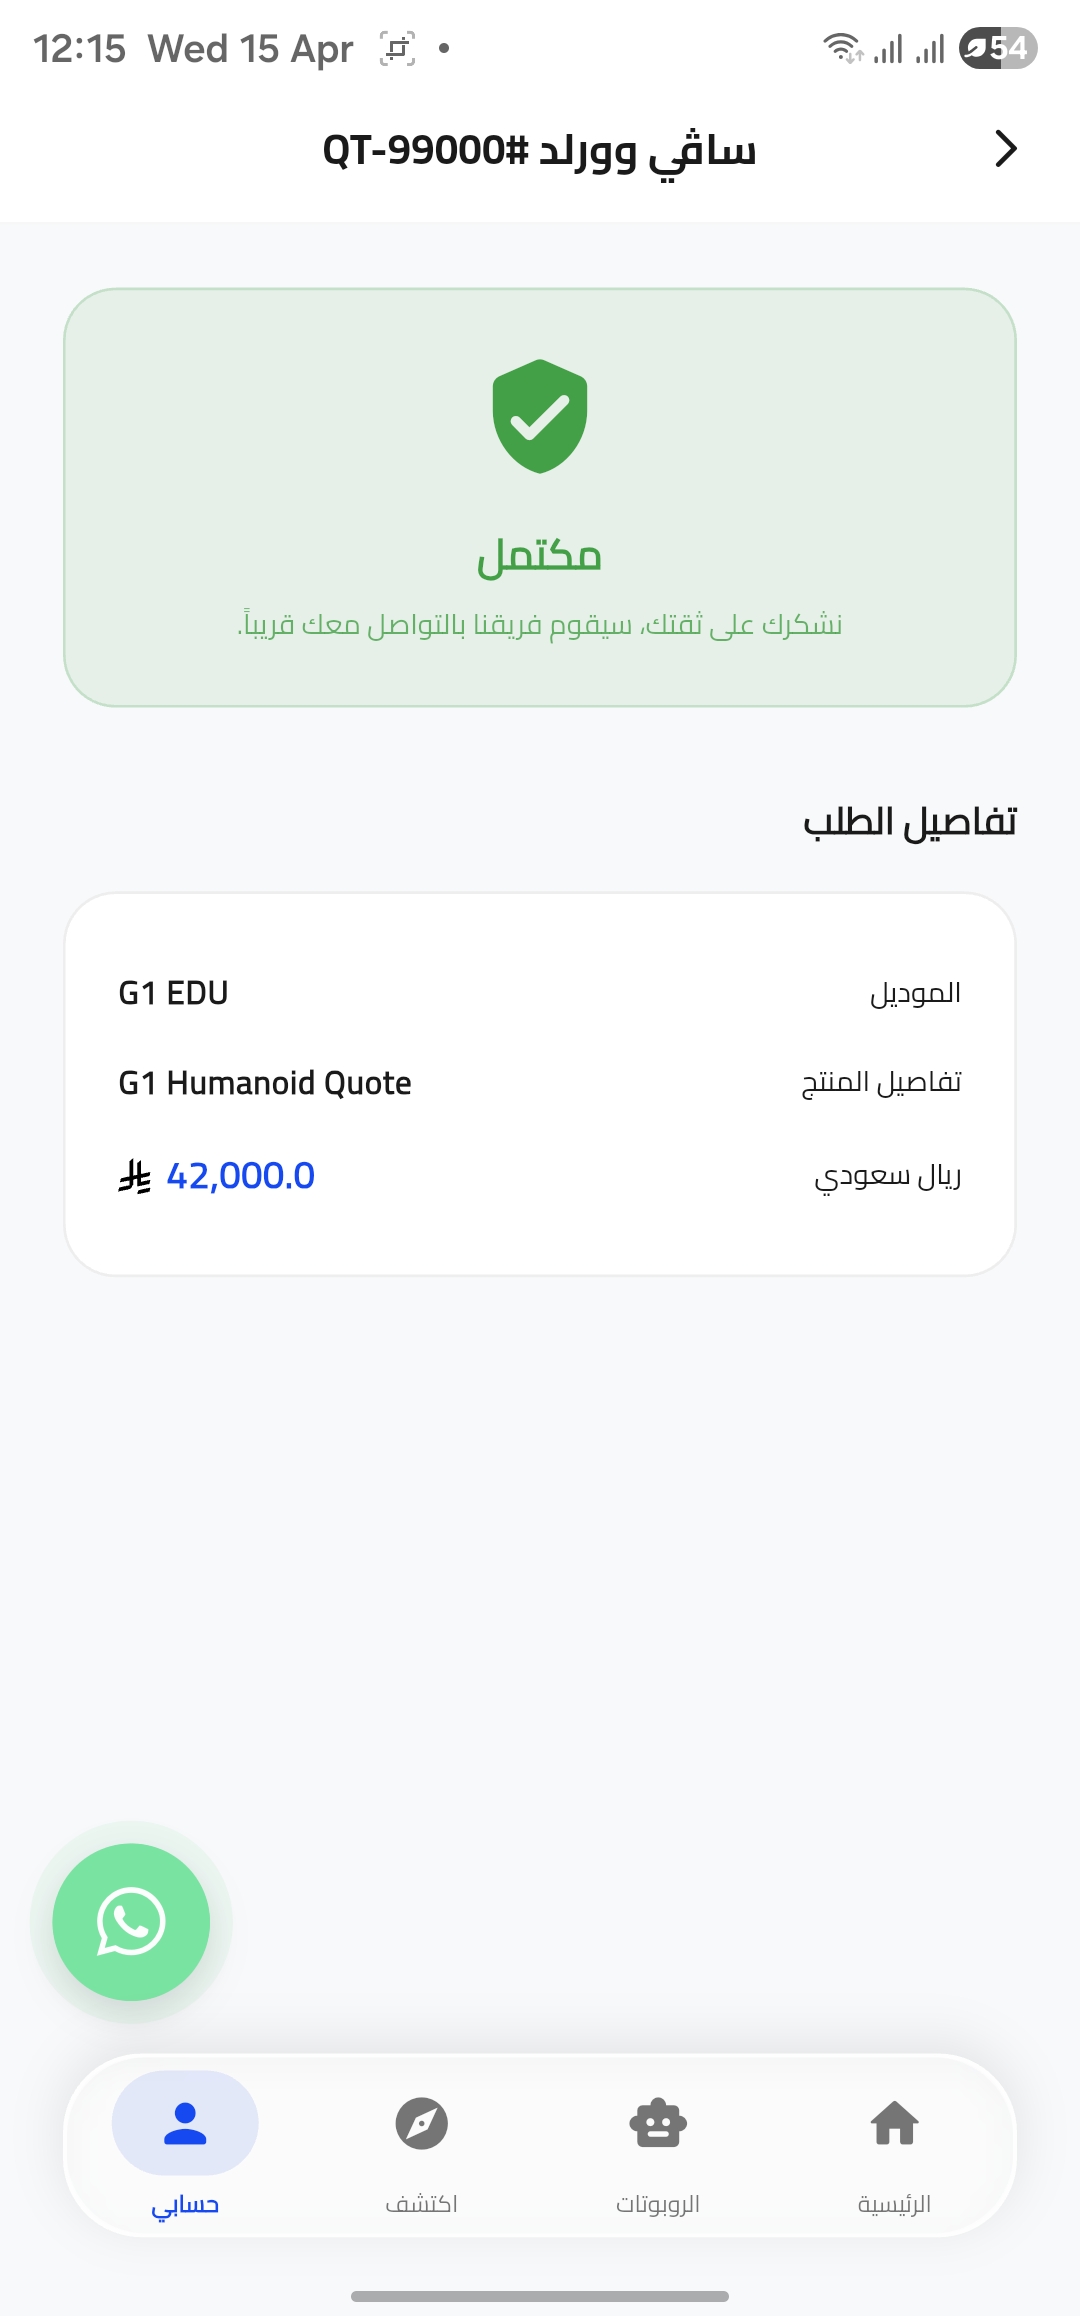 12:15 Wed 15 Apr
54
ساڤي وورلد #QT-99000
مكتمل
نشكرك على ثقتك، سيقوم فريقنا بالتواصل معك قريباً.
تفاصيل الطلب
الموديل G1 EDU
تفاصيل المنتج G1 Humanoid Quote
ريال سعودي 42,000.0
الرئيسية
الروبوتات
اكتشف
حسابي